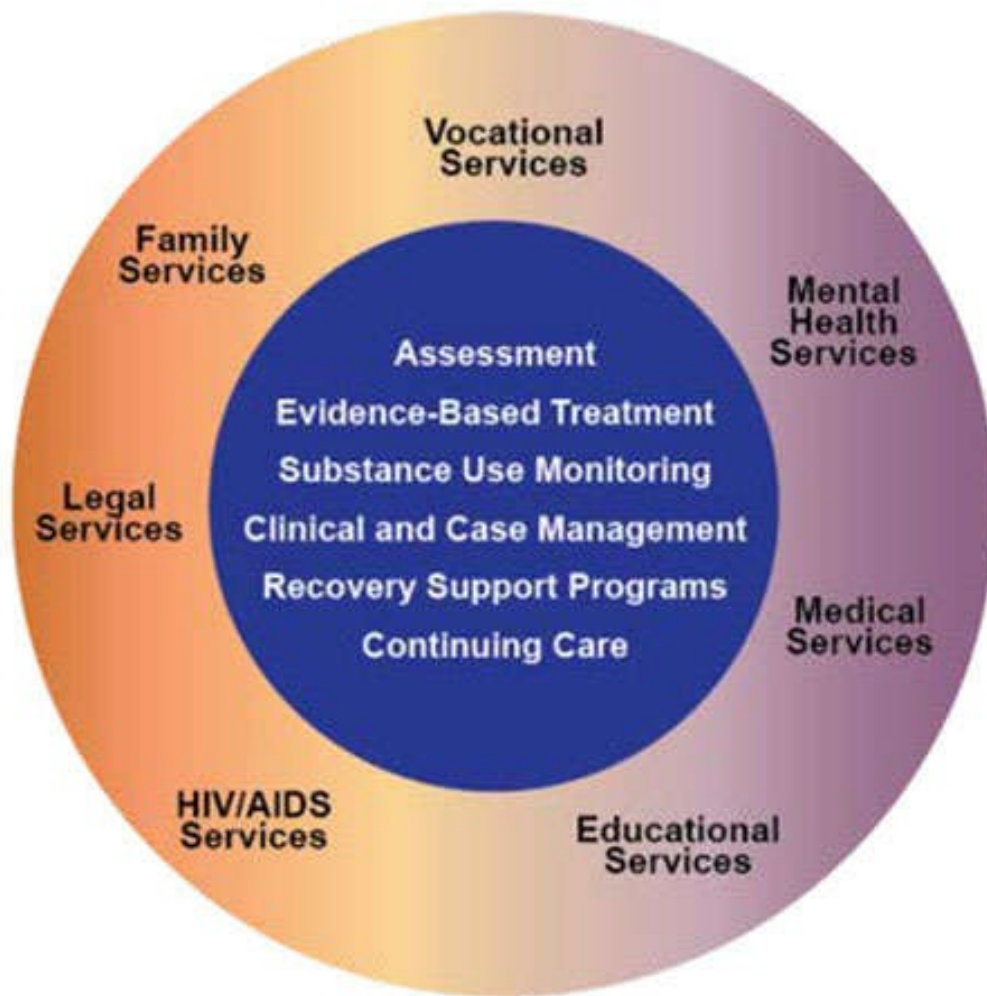 Vocational
Services
Family
Services
Mental
Health
Services
Assessment
Evidence-Based Treatment
Substance Use Monitoring
Clinical and Case Management
Recovery Support Programs
Continuing Care
Legal
Services
Medical
Services
HIV/AIDS
Services
Educational
Services